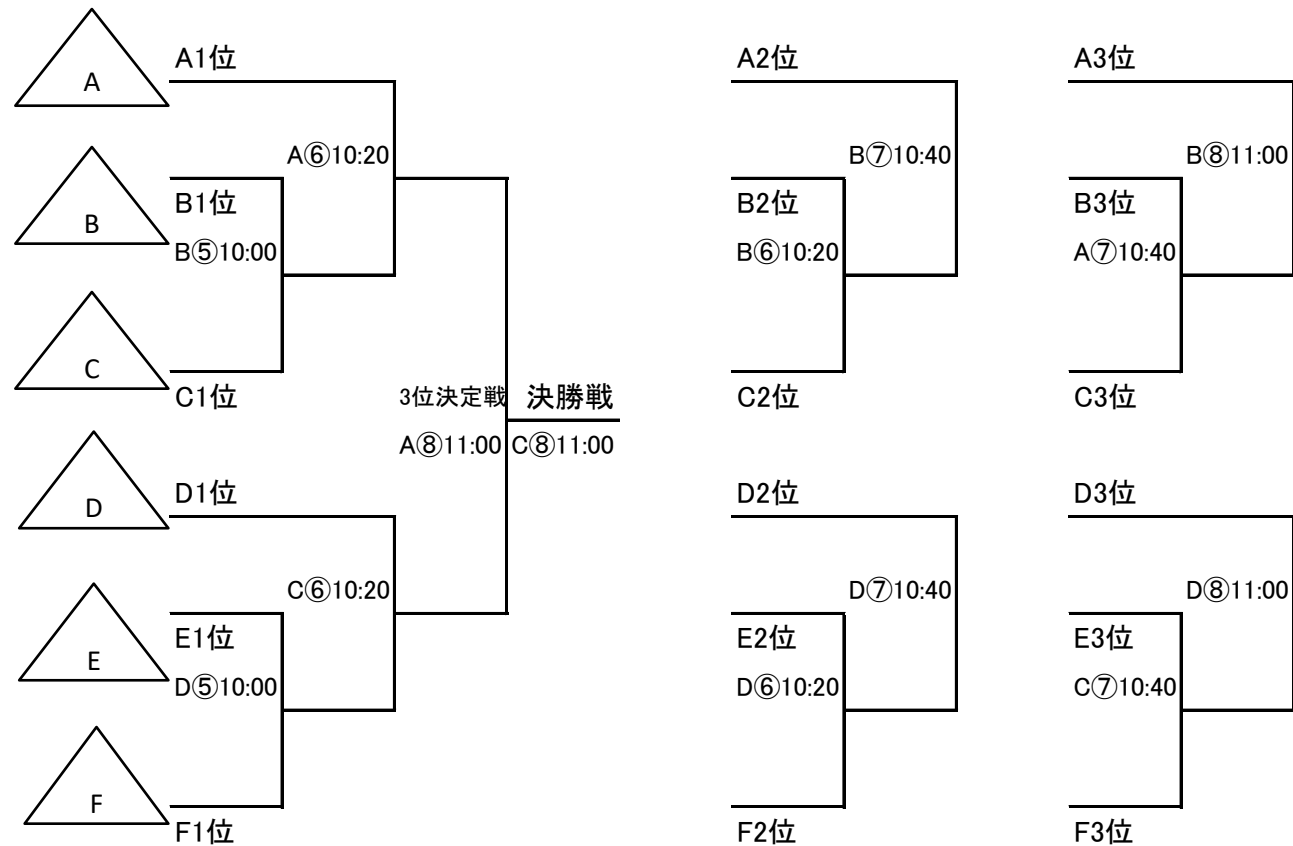 A
A1位
A⑥10:20
B
B1位
B⑤10:00
C
C1位
3位決定戦 決勝戦
A⑧11:00 C⑧11:00
D
D1位
C⑥10:20
E
E1位
D⑤10:00
F
F1位
A2位
B⑦10:40
B2位
B⑥10:20
C2位
D2位
D⑦10:40
E2位
D⑥10:20
F2位
A3位
B⑧11:00
B3位
A⑦10:40
C3位
D3位
D⑧11:00
E3位
C⑦10:40
F3位